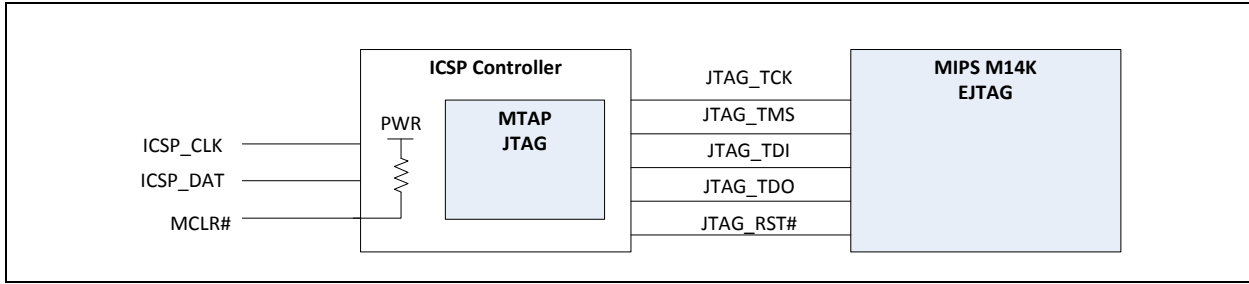 ICSP Controller
MIPS M14K
EJTAG
JTAG_TCK
JTAG_TMS
JTAG_TDI
JTAG_TDO
JTAG_RST#
MTAP
JTAG
PWR
ICSP_CLK
ICSP_DAT
MCLR#